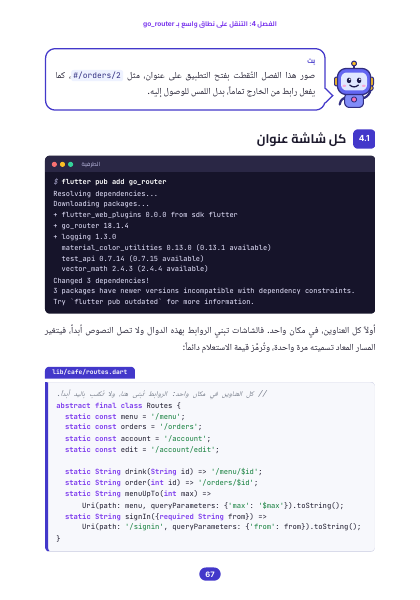 الفصل 4: التنقل على نطاق واسع بـ go_router
بِت
صور هذا الفصل التُقطت بفتح التطبيق على عنوان، مثل #/orders/2، كما
يفعل رابط من الخارج تمامًا، بدل اللمس للوصول إليه.
4.1 كل شاشة عنوان
الطرفية
$ flutter pub add go_router
Resolving dependencies...
Downloading packages...
+ flutter_web_plugins 0.0.0 from sdk flutter
+ go_router 18.1.4
+ logging 1.3.0
material_color_utilities 0.13.0 (0.13.1 available)
test_api 0.7.14 (0.7.15 available)
vector_math 2.4.3 (2.4.4 available)
Changed 3 dependencies!
3 packages have newer versions incompatible with dependency constraints.
Try `flutter pub outdated` for more information.
أولًا كل العناوين، في مكان واحد. فالشاشات تبني الروابط بهذه الدوال ولا تصل النصوص أبدًا، فيتغير
المسار المعاد تسميته مرة واحدة، وتُرمَّز قيمة الاستعلام دائمًا:
lib/cafe/routes.dart
// كل العناوين في مكان واحد: الروابط تُبنى هنا، ولا تُكتب باليد أبدًا.
abstract final class Routes {
static const menu = '/menu';
static const orders = '/orders';
static const account = '/account';
static const edit = '/account/edit';
static String drink(String id) => '/menu/$id';
static String order(int id) => '/orders/$id';
static String menuUpTo(int max) =>
Uri(path: menu, queryParameters: {'max': '$max'}).toString();
static String signIn({required String from}) =>
Uri(path: '/signin', queryParameters: {'from': from}).toString();
}
67